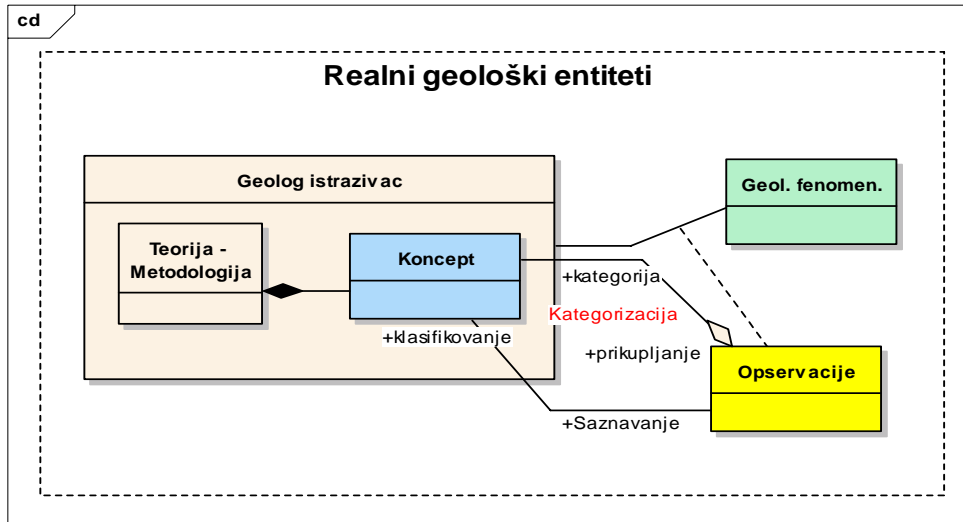 cd
Realni geološki entiteti
Geolog istrazivac
Geol. fenomen.
Teorija -
Metodologija
Koncept
+kategorija
Kategorizacija
+klasifikovanje
+prikupljanje
Opservacije
+Saznavanje